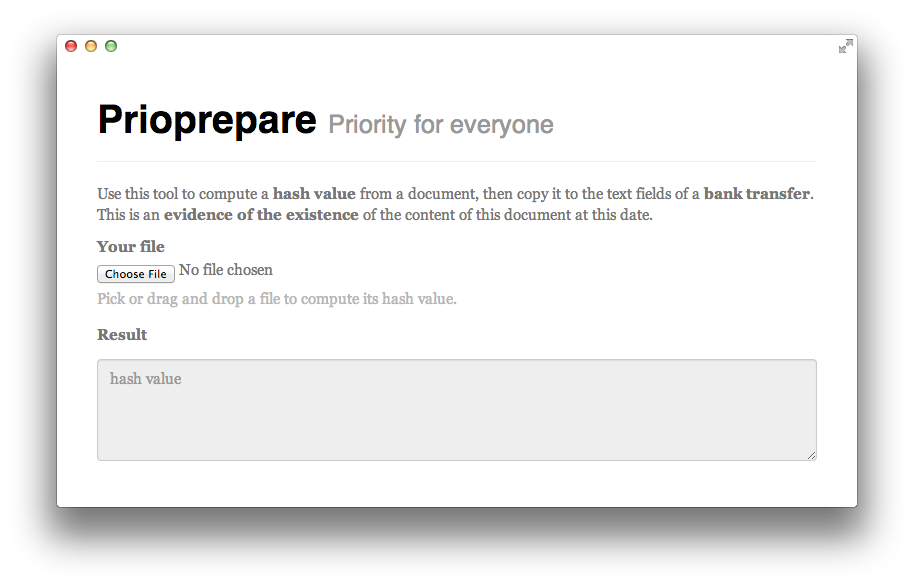 Prioprepare Priority for everyone
Use this tool to compute a hash value from a document, then copy it to the text fields of a bank transfer.
This is an evidence of the existence of the content of this document at this date.
Your file
Choose File No file chosen
Pick or drag and drop a file to compute its hash value.
Result
hash value